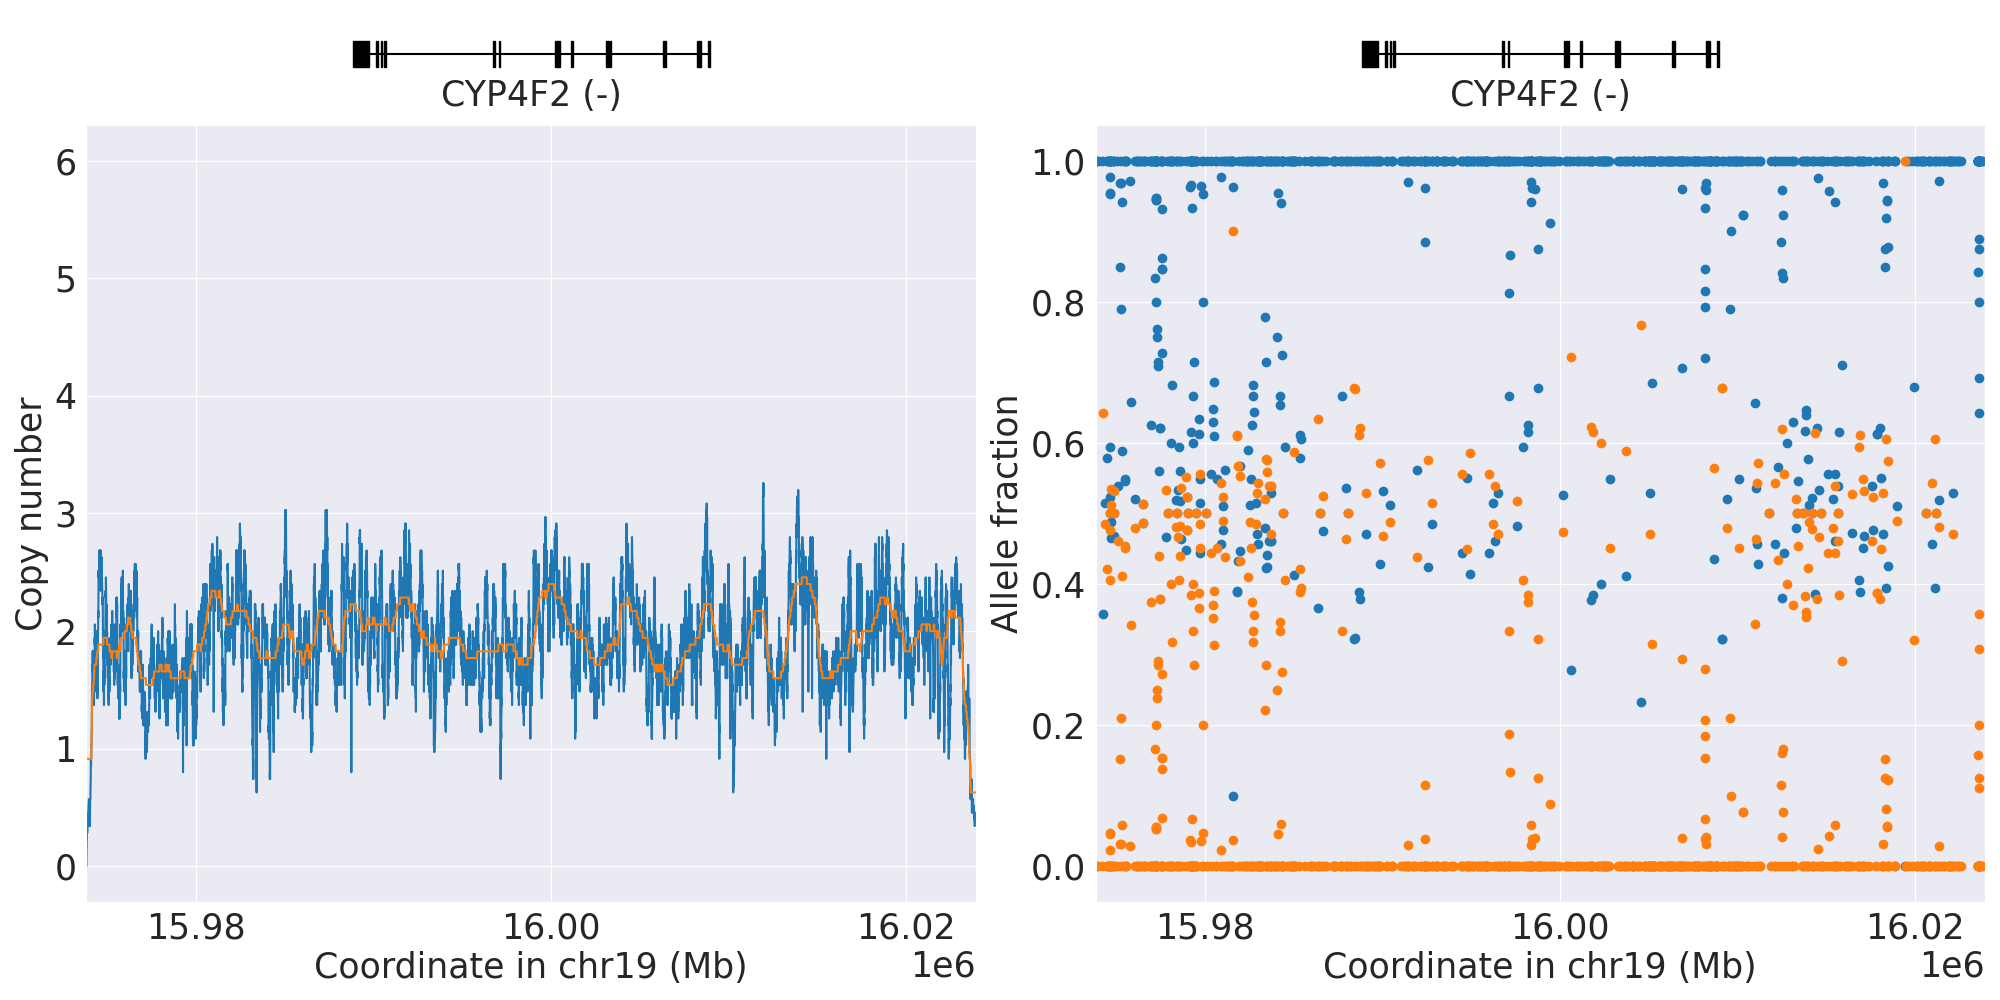 CYP4F2 (-)
Copy number
6
5
4
3
2
1
0
15.98
16.00
16.02
Coordinate in chr19 (Mb)
1e6
CYP4F2 (-)
Allele fraction
1.0
0.8
0.6
0.4
0.2
0.0
15.98
16.00
16.02
Coordinate in chr19 (Mb)
1e6